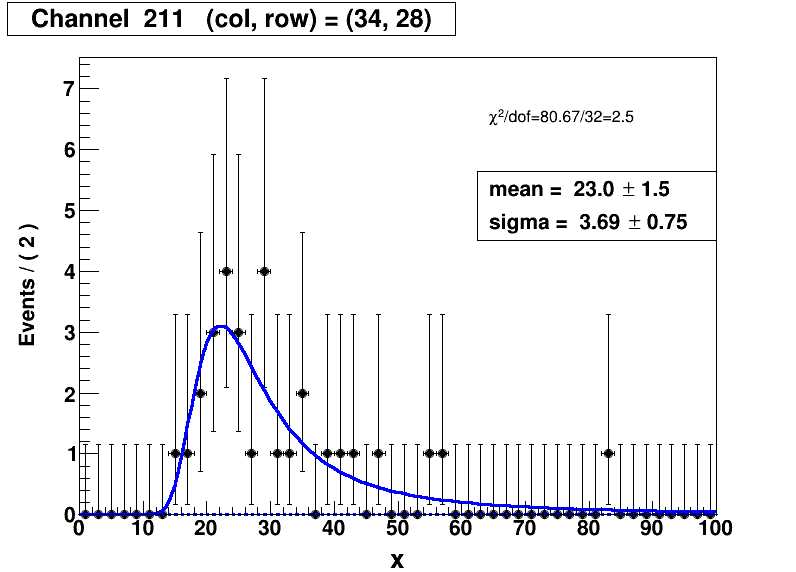 Channel  211   (col, row) = (34, 28)
χ²/dof=80.67/32=2.5
mean =  23.0 ± 1.5
sigma =  3.69 ± 0.75
Events / ( 2 )
7
6
5
4
3
2
1
0
0 10 20 30 40 50 60 70 80 90 100
x